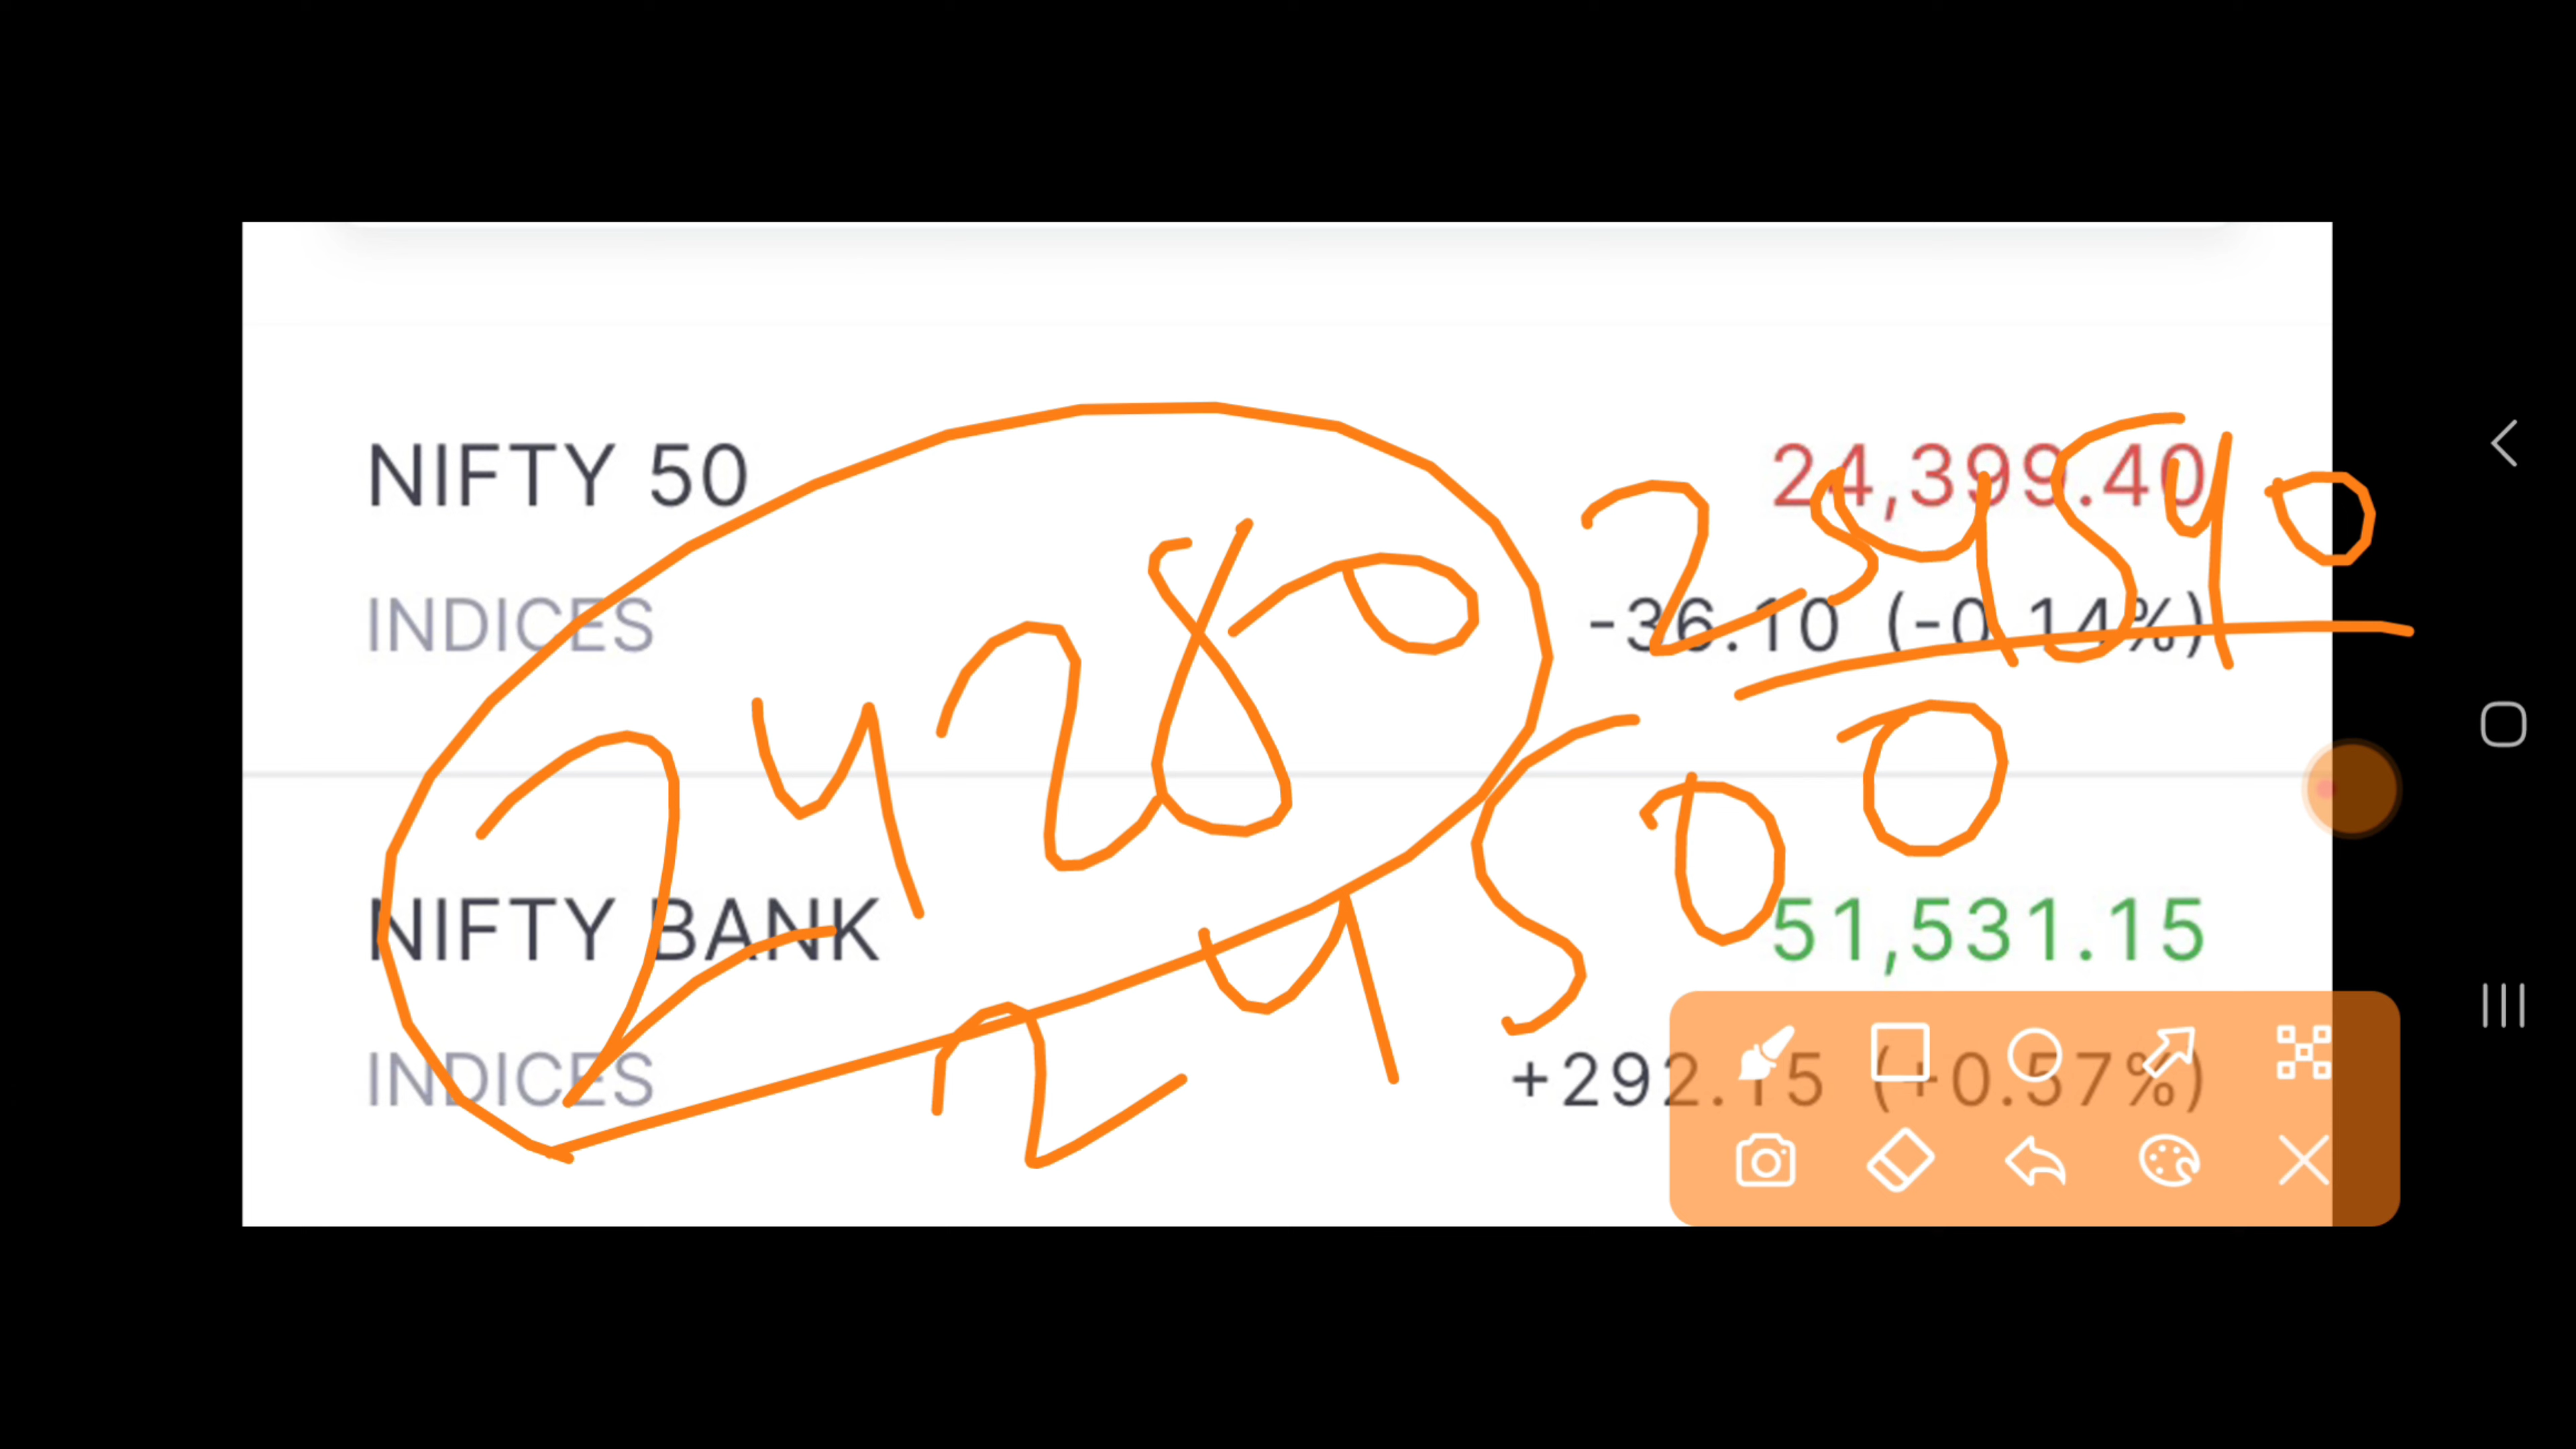 NIFTY 50 24,399.40
INDICES -36.10 (-0.14%)
24280
24500
NIFTY BANK 51,531.15
INDICES +292.15 (+0.57%)